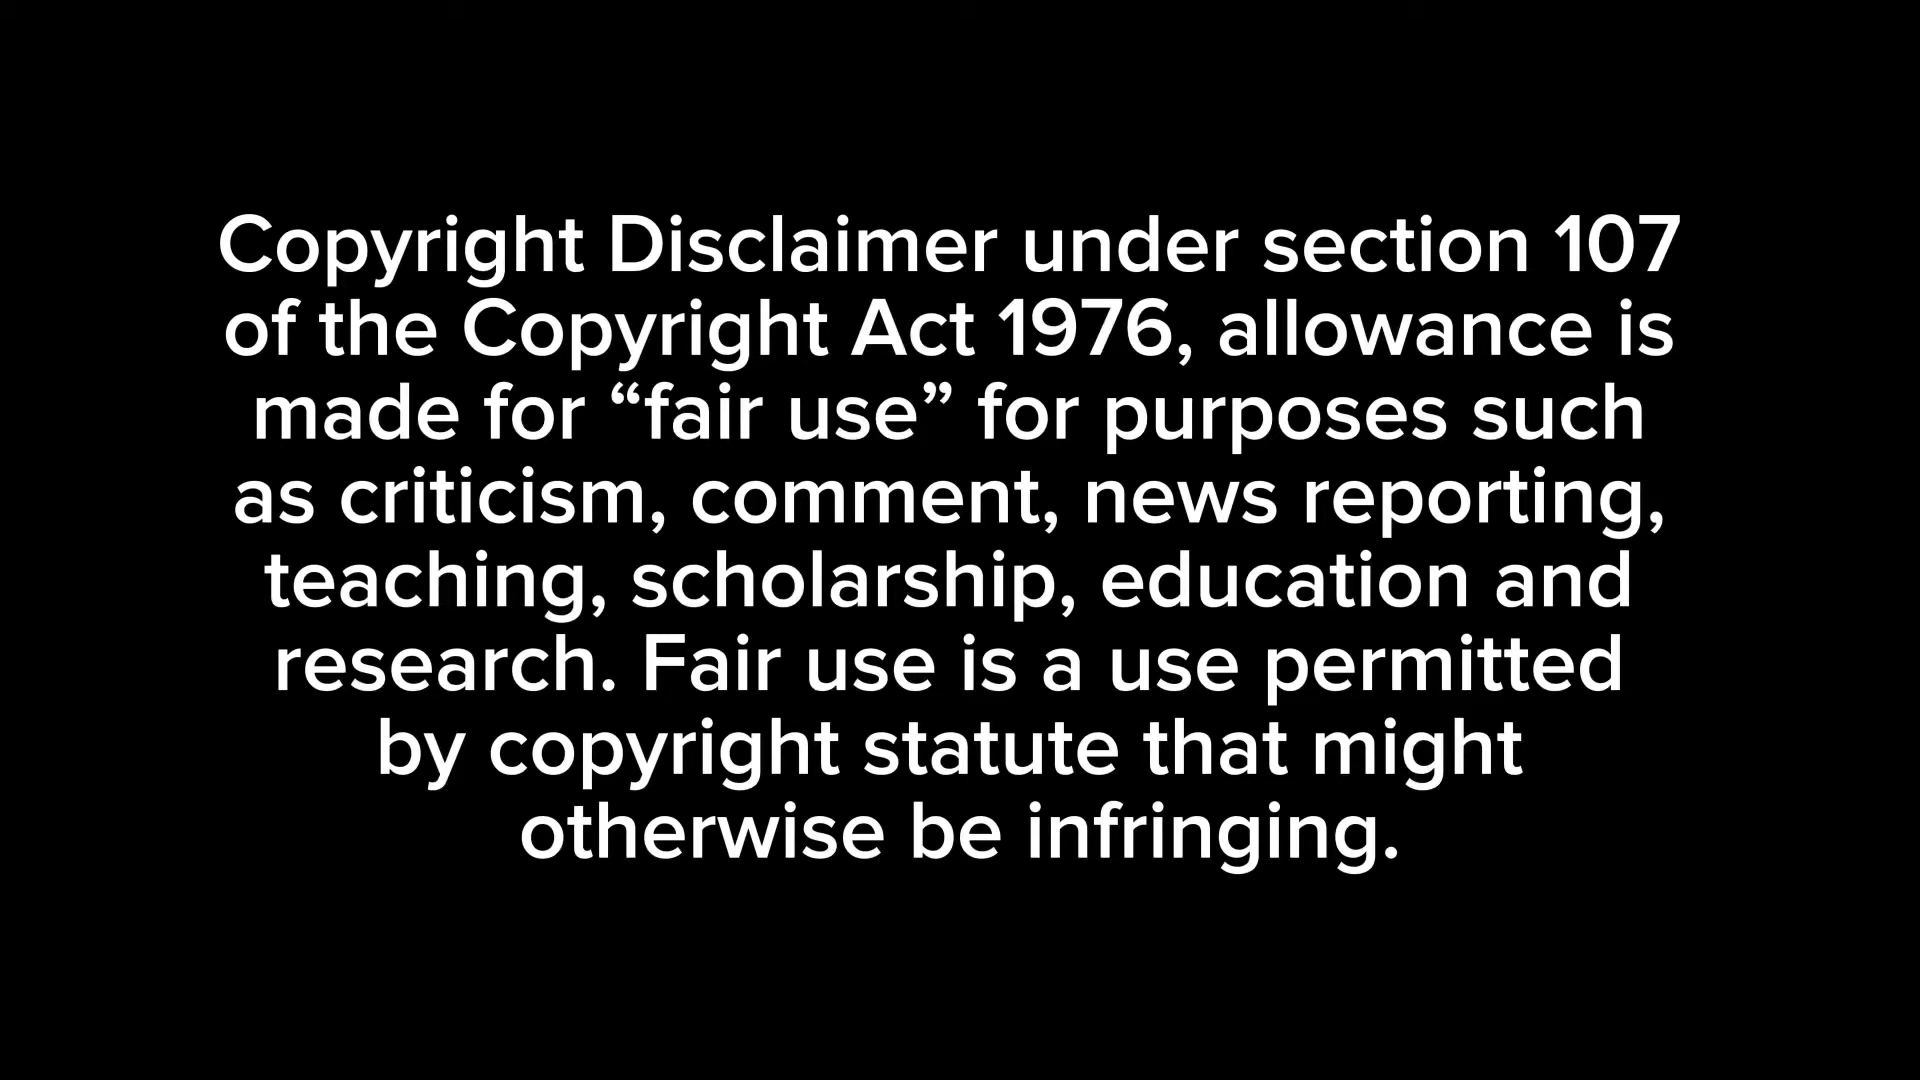 Copyright Disclaimer under section 107
of the Copyright Act 1976, allowance is
made for “fair use” for purposes such
as criticism, comment, news reporting,
teaching, scholarship, education and
research. Fair use is a use permitted
by copyright statute that might
otherwise be infringing.